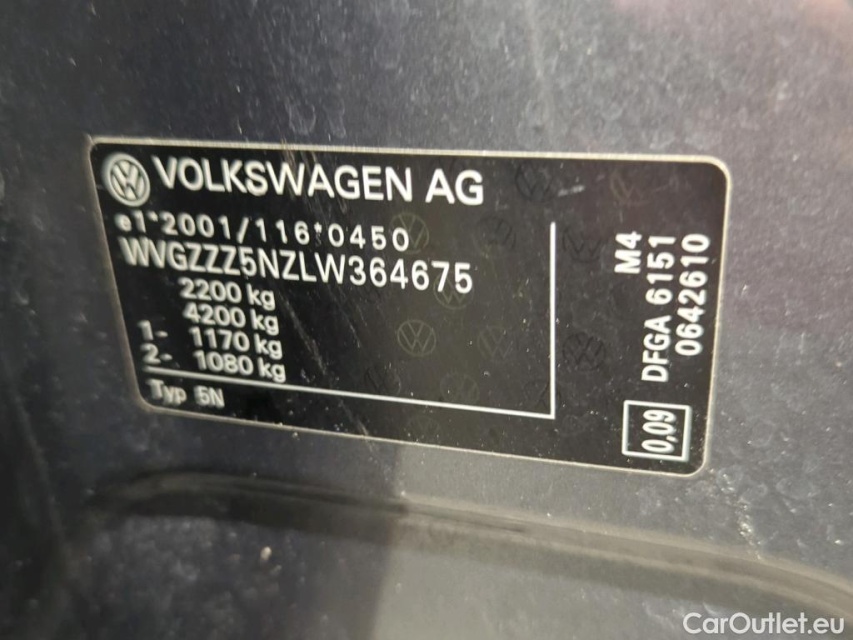 VOLKSWAGEN AG
e1*2001/116*0450
WVGZZZ5NZLW364675
2200 kg
4200 kg
1- 1170 kg
2- 1080 kg
Typ 5N
M4
DFGA 6151
0642610
0,09
CarOutlet.eu